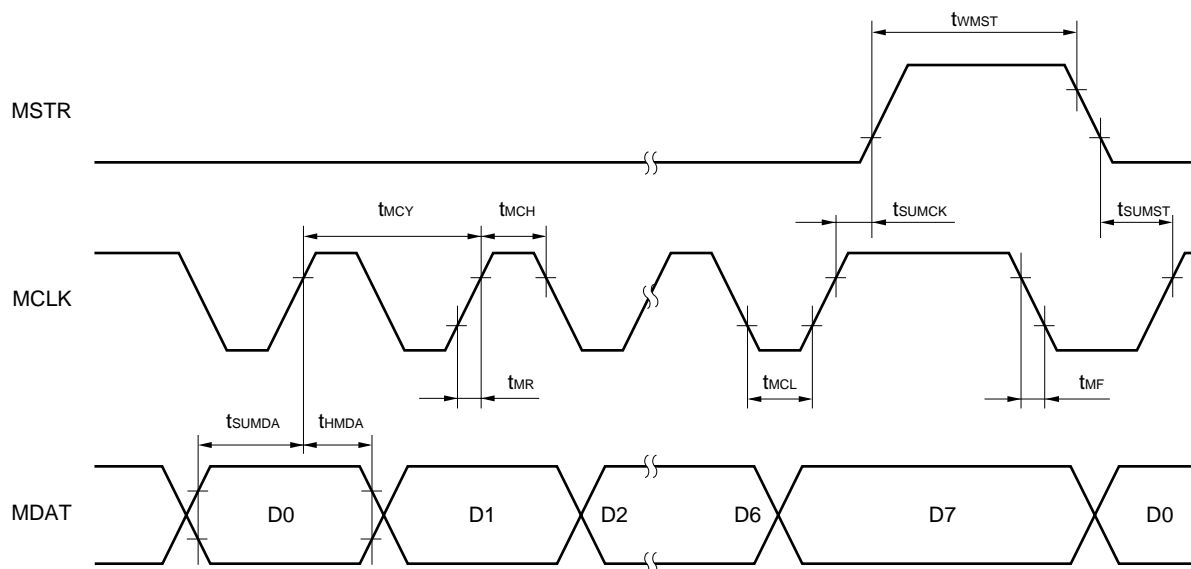 tWMST
MSTR
tMCY
tMCH
tSUMCK
tSUMST
MCLK
tMR
tMCL
tMF
tSUMDA
tHMDA
MDAT
D0
D1
D2
D6
D7
D0